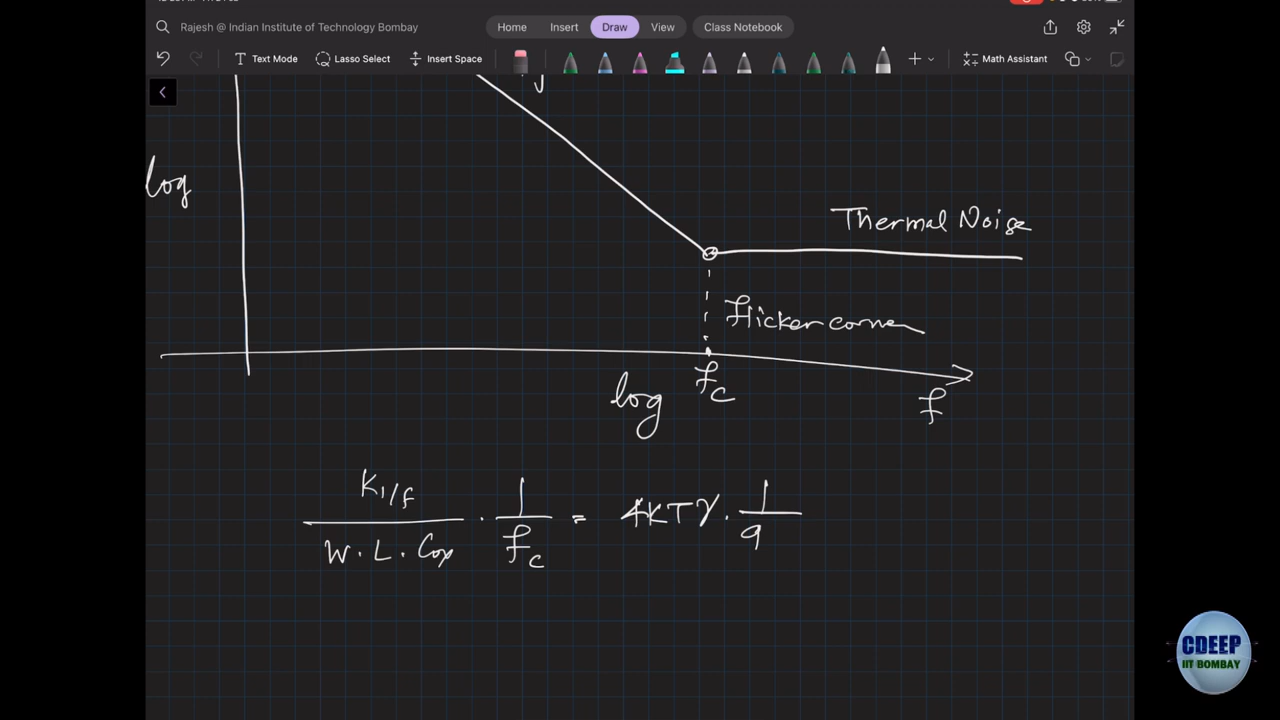 Rajesh @ Indian Institute of Technology Bombay Home Insert Draw View Class Notebook
Text Mode Lasso Select Insert Space Math Assistant
log
Thermal Noise
flicker corner
log fc f
K1/f / W.L.Cox . 1/fc = 4KTγ. 1/g
CDEEP
IIT BOMBAY